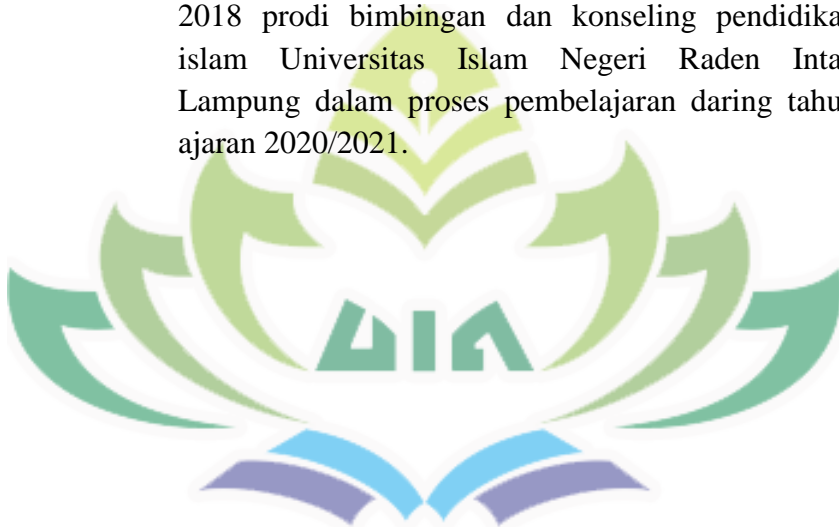 2018 prodi bimbingan dan konseling pendidika
islam Universitas Islam Negeri Raden Inta
Lampung dalam proses pembelajaran daring tahu
ajaran 2020/2021.
UIN